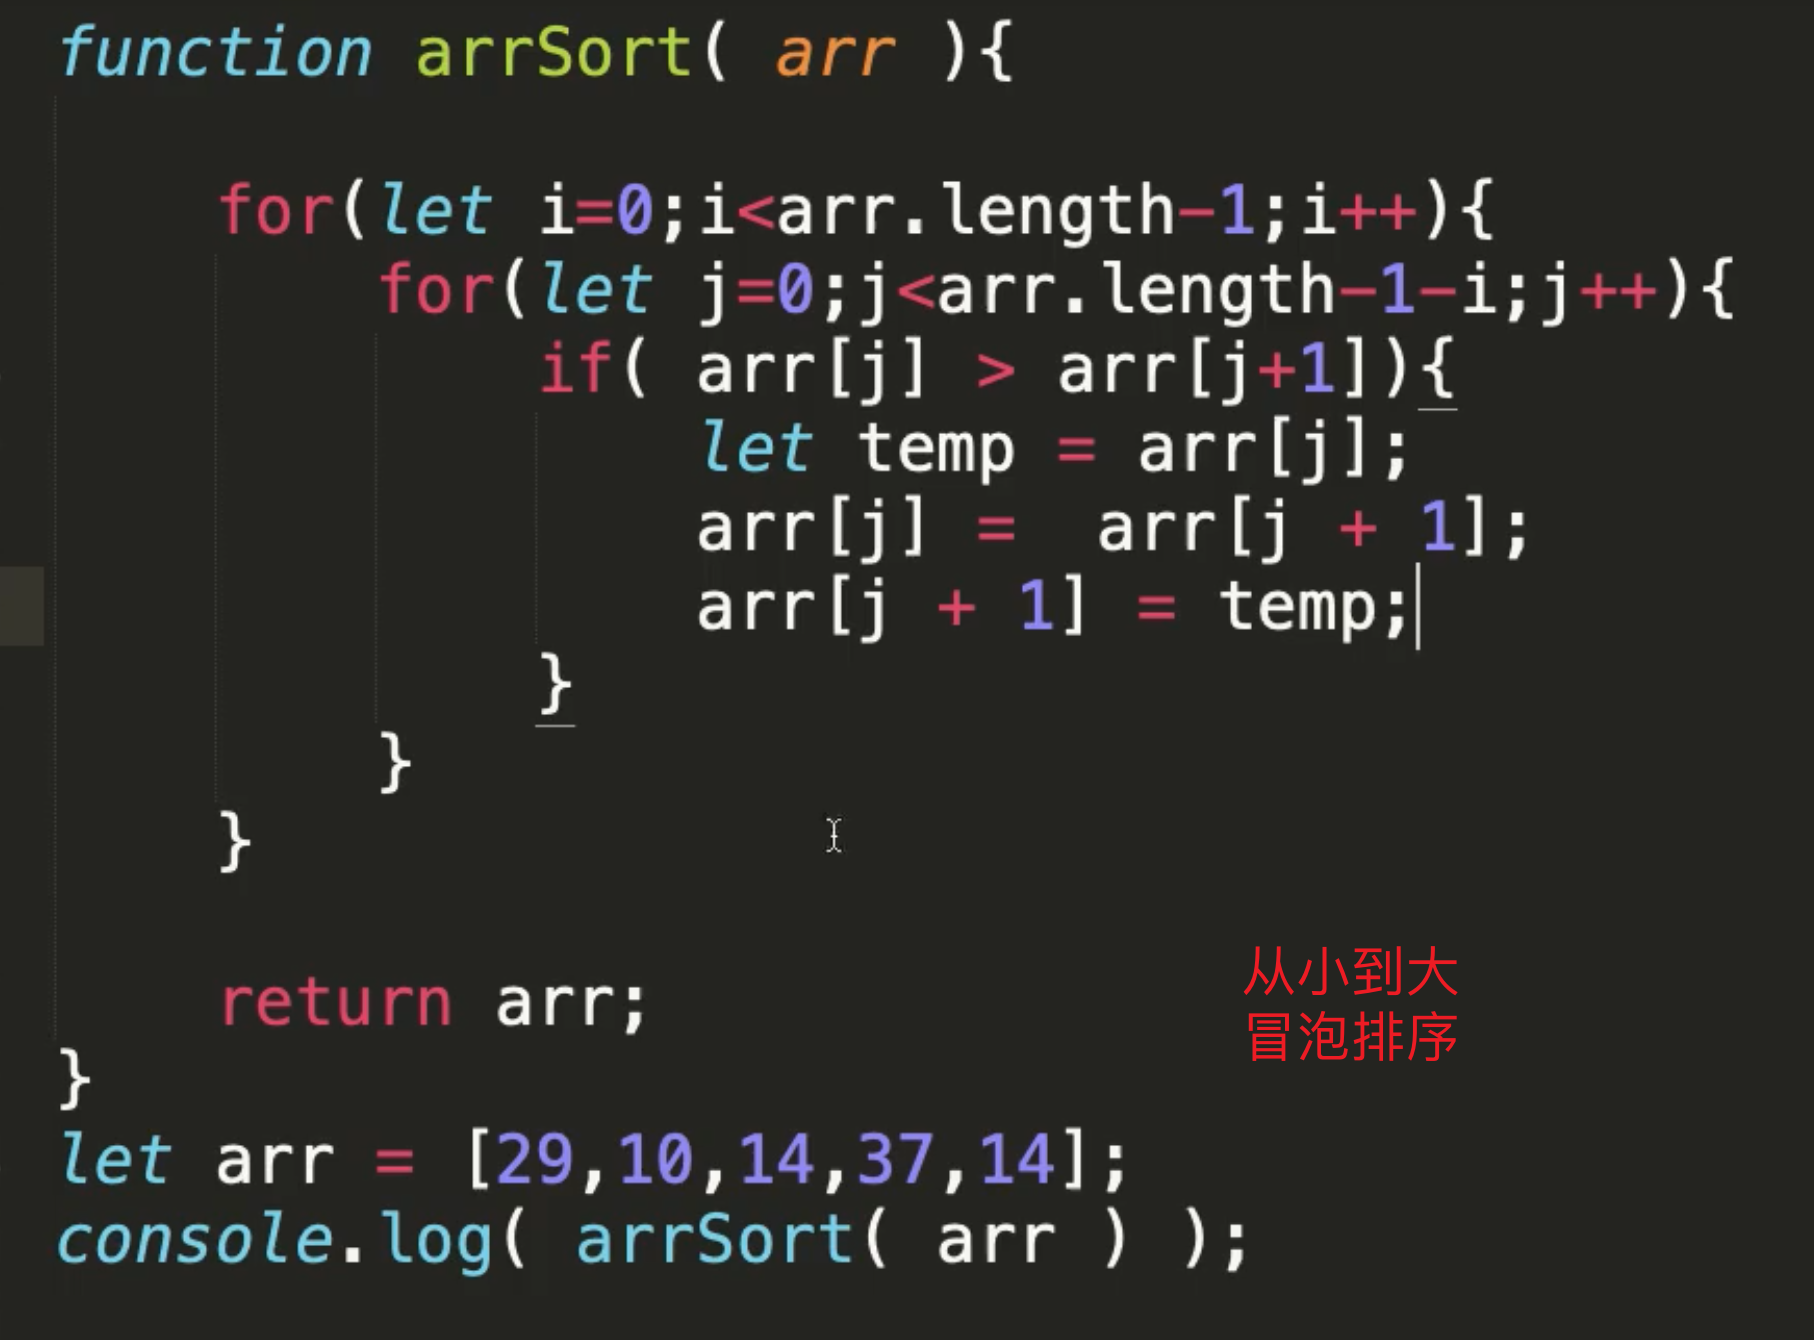 function arrSort( arr ){
for(let i=0;i<arr.length-1;i++){
for(let j=0;j<arr.length-1-i;j++){
if( arr[j] > arr[j+1]){
let temp = arr[j];
arr[j] =  arr[j + 1];
arr[j + 1] = temp;
}
}
}
return arr;
从小到大
冒泡排序
}
let arr = [29,10,14,37,14];
console.log( arrSort( arr ) );